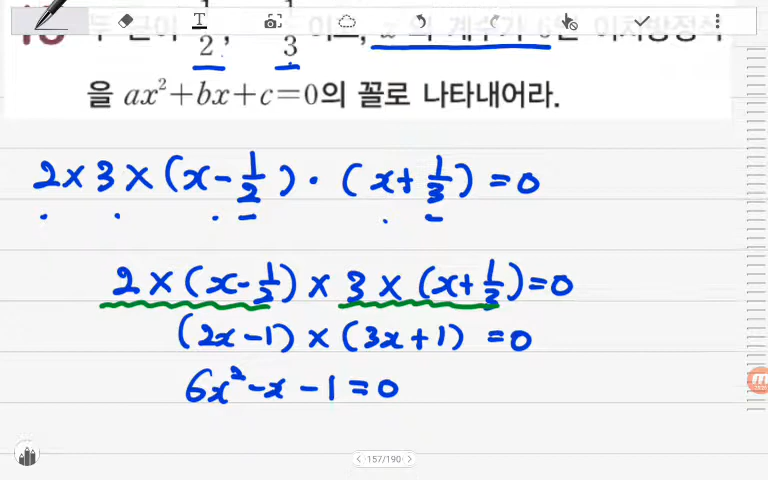 을 ax²+bx+c=0의 꼴로 나타내어라.
2 × 3 × (x - 1/2) · (x + 1/3) = 0
2 × (x - 1/2) × 3 × (x + 1/3) = 0
(2x - 1) × (3x + 1) = 0
6x² - x - 1 = 0
157/190